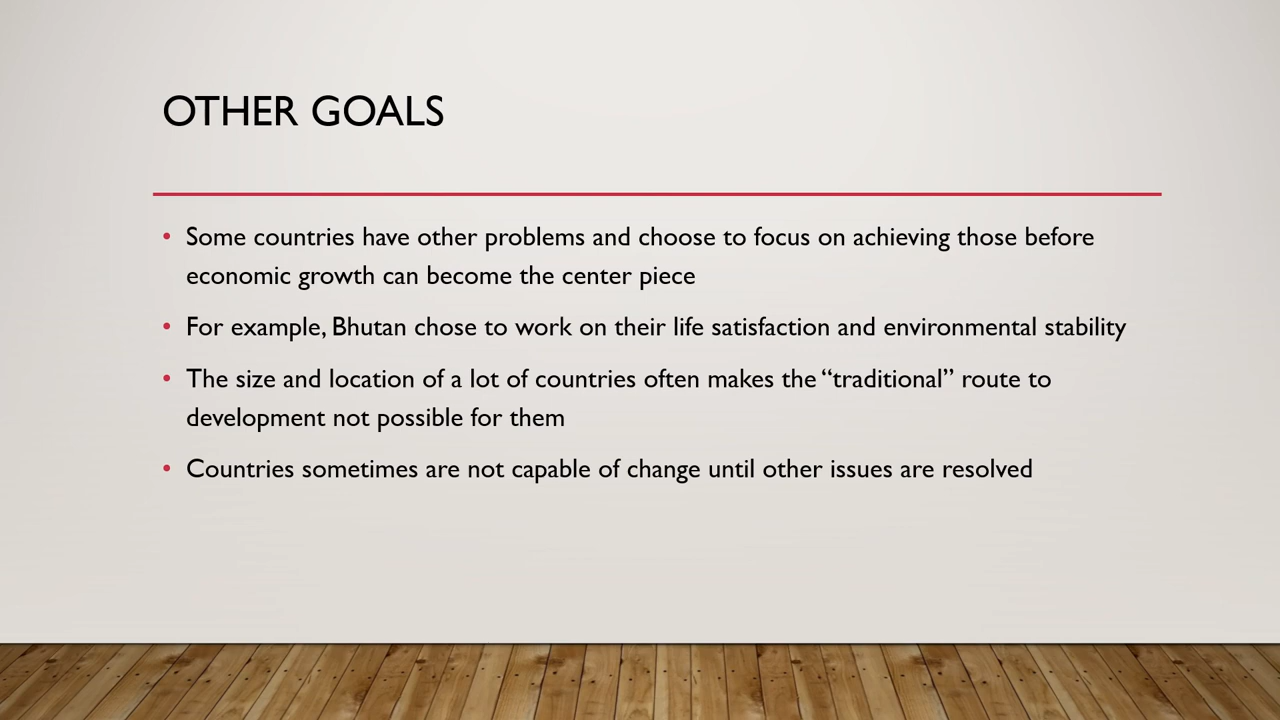 OTHER GOALS
• Some countries have other problems and choose to focus on achieving those before
economic growth can become the center piece
• For example, Bhutan chose to work on their life satisfaction and environmental stability
• The size and location of a lot of countries often makes the “traditional” route to
development not possible for them
• Countries sometimes are not capable of change until other issues are resolved